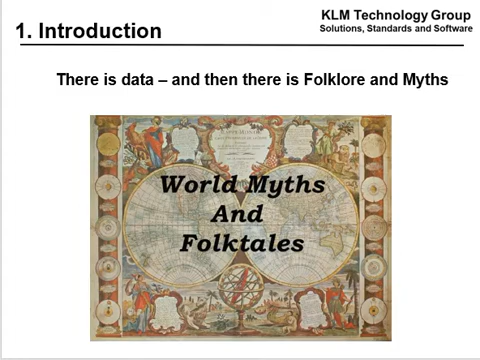 1. Introduction
KLM Technology Group
Solutions, Standards and Software
There is data – and then there is Folklore and Myths
World Myths
And
Folktales